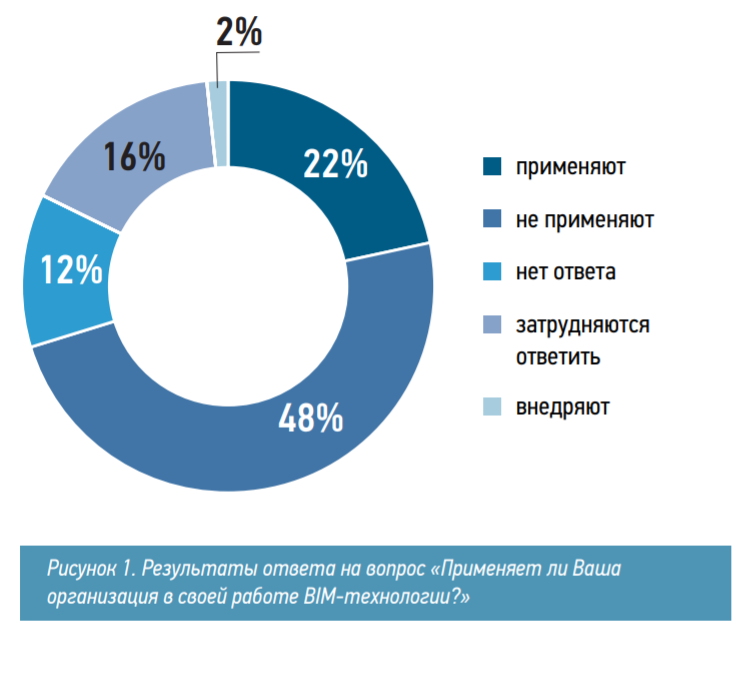 2%
16%
22%
12%
48%
применяют
не применяют
нет ответа
затрудняются
ответить
внедряют
Рисунок 1. Результаты ответа на вопрос «Применяет ли Ваша
организация в своей работе BIM-технологии?»